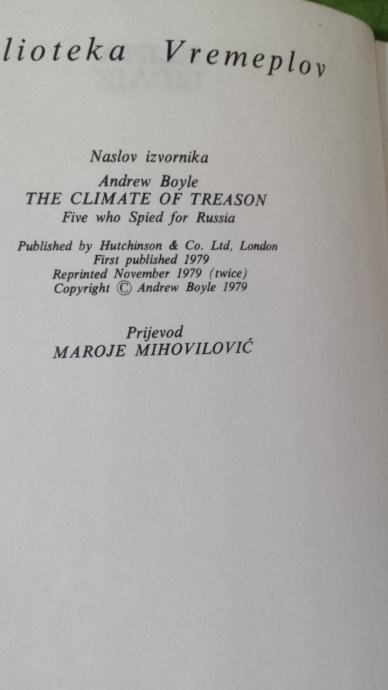 lioteka Vremeplov
Naslov izvornika
Andrew Boyle
THE CLIMATE OF TREASON
Five who Spied for Russia
Published by Hutchinson & Co. Ltd, London
First published 1979
Reprinted November 1979 (twice)
Copyright © Andrew Boyle 1979
Prijevod
MAROJE MIHOVILOVIĆ